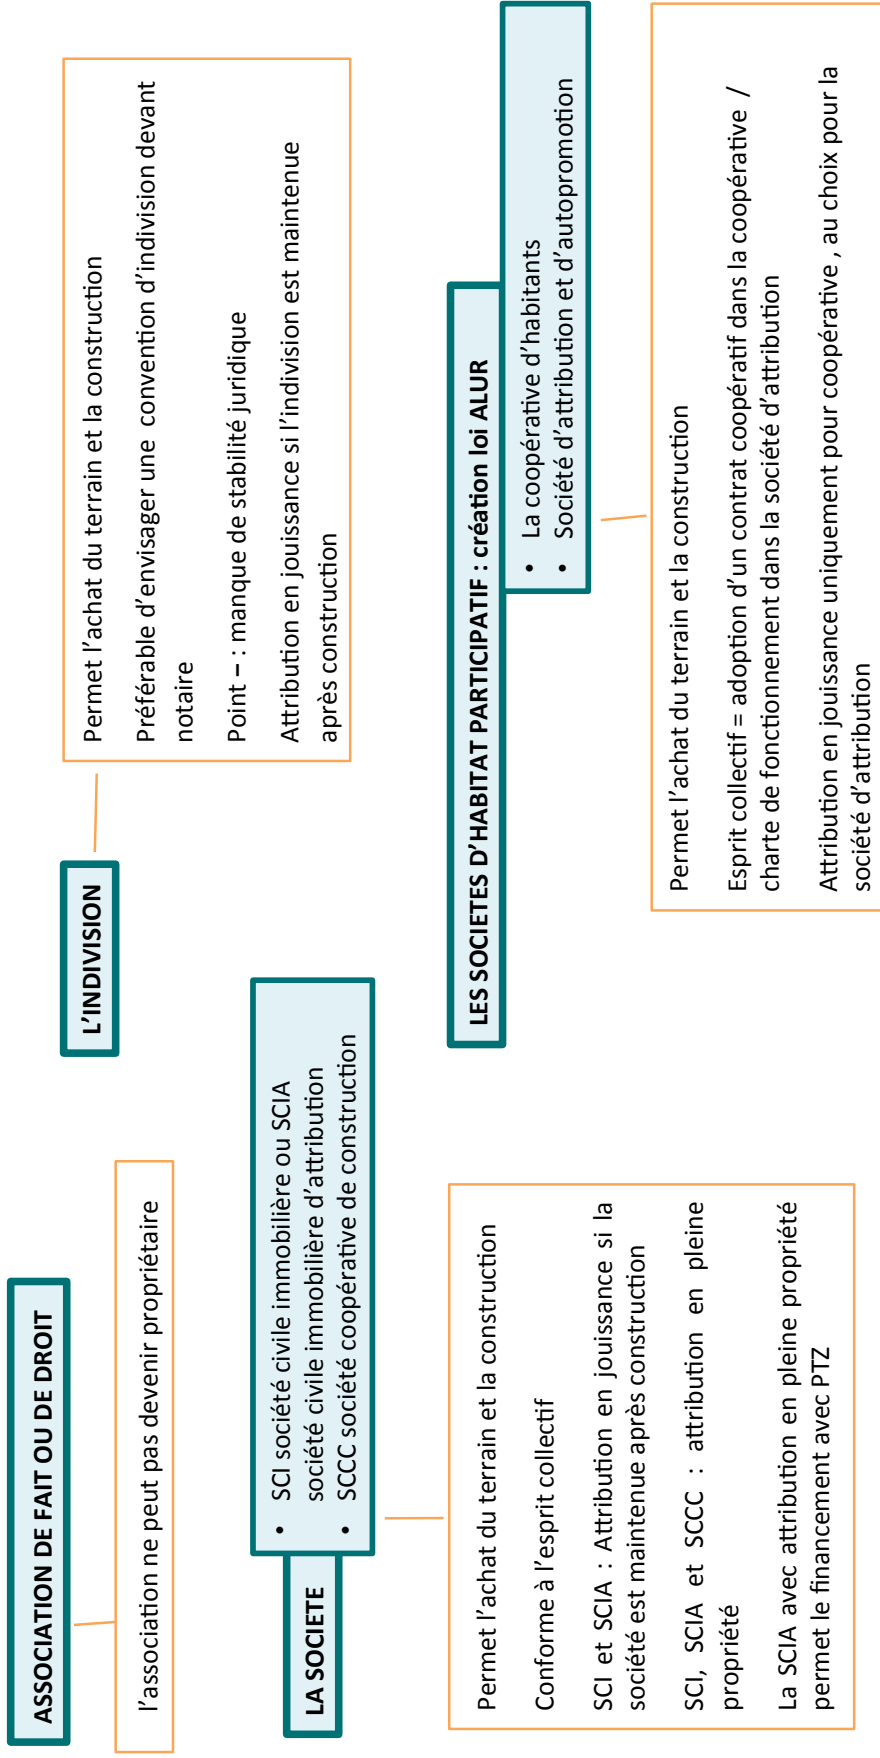 ASSOCIATION DE FAIT OU DE DROIT
l'association ne peut pas devenir propriétaire
L'INDIVISION
Permet l'achat du terrain et la construction
Préférable d'envisager une convention d'indivision devant
notaire
Point – : manque de stabilité juridique
Attribution en jouissance si l'indivision est maintenue
après construction
LA SOCIETE
• SCI société civile immobilière ou SCIA
société civile immobilière d'attribution
• SCCC société coopérative de construction
Permet l'achat du terrain et la construction
Conforme à l'esprit collectif
SCI et SCIA : Attribution en jouissance si la
société est maintenue après construction
SCI, SCIA et SCCC : attribution en pleine
propriété
La SCIA avec attribution en pleine propriété
permet le financement avec PTZ
LES SOCIETES D'HABITAT PARTICIPATIF : création loi ALUR
• La coopérative d'habitants
• Société d'attribution et d'autopromotion
Permet l'achat du terrain et la construction
Esprit collectif = adoption d'un contrat coopératif dans la coopérative /
charte de fonctionnement dans la société d'attribution
Attribution en jouissance uniquement pour coopérative , au choix pour la
société d'attribution